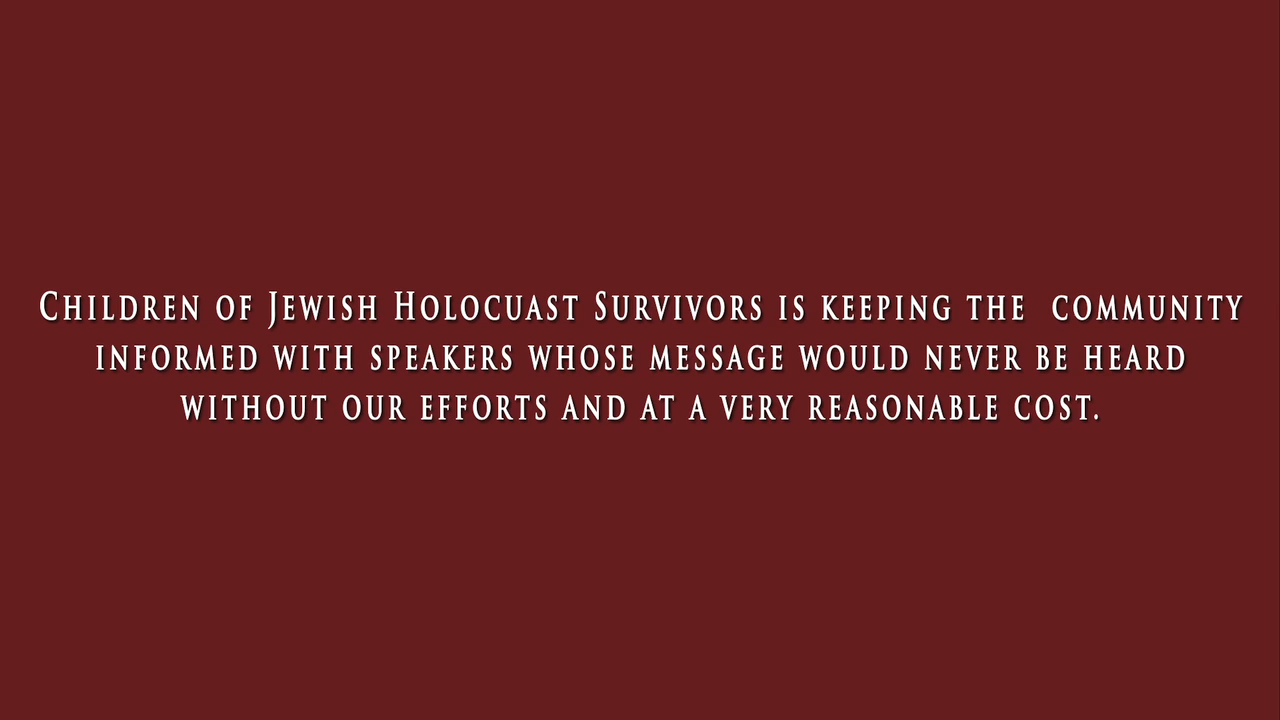 Children of Jewish Holocuast Survivors is keeping the  community
informed with speakers whose message would never be heard
without our efforts and at a very reasonable cost.